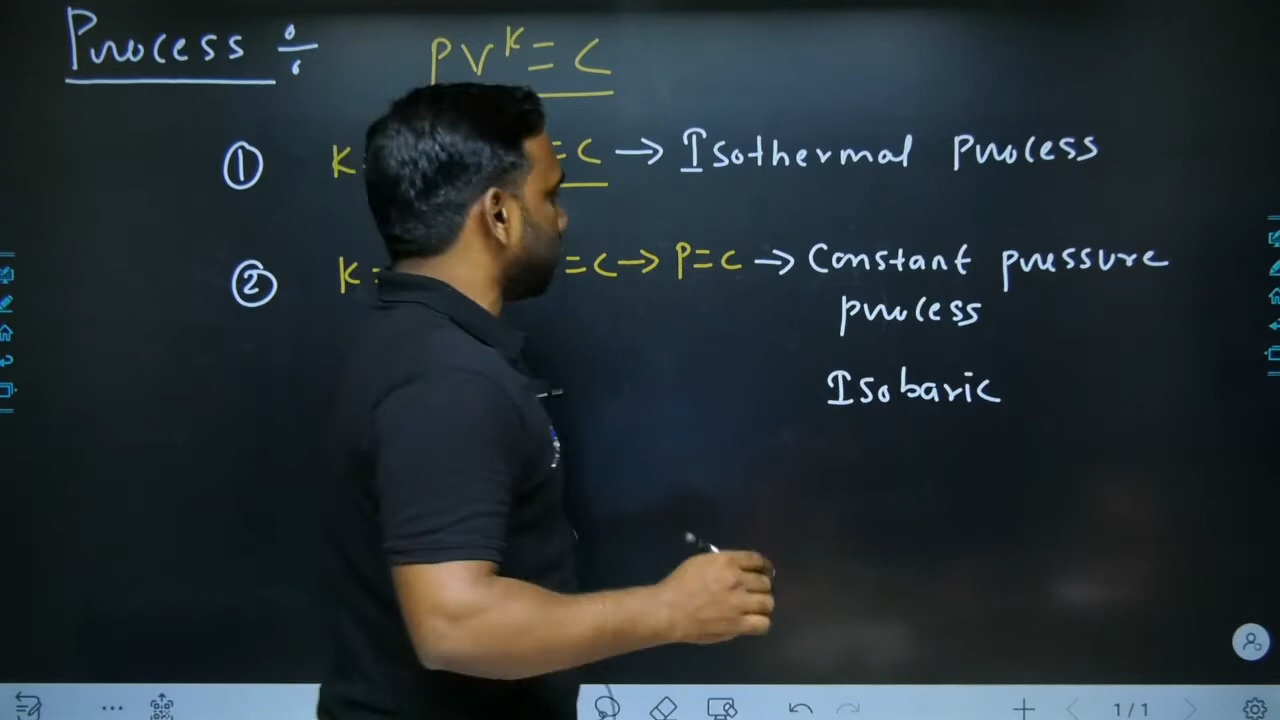 Process ÷
PV^K = C
① K = C → Isothermal Process
② K = = C → P = C → Constant pressure
process
Isobaric
1/1